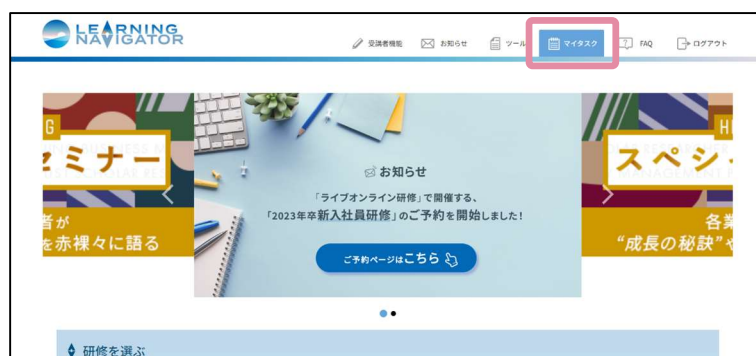 LEARNING
NAVIGATOR
受講者機能
お知らせ
ツール
マイタスク
FAQ
ログアウト
G
セミナー
者が
を赤裸々に語る
お知らせ
「ライブオンライン研修」で開催する、
「2023年卒新入社員研修」のご予約を開始しました!
ご予約ページはこちら
H
スペシ
各業
"成長の秘訣"や
研修を選ぶ